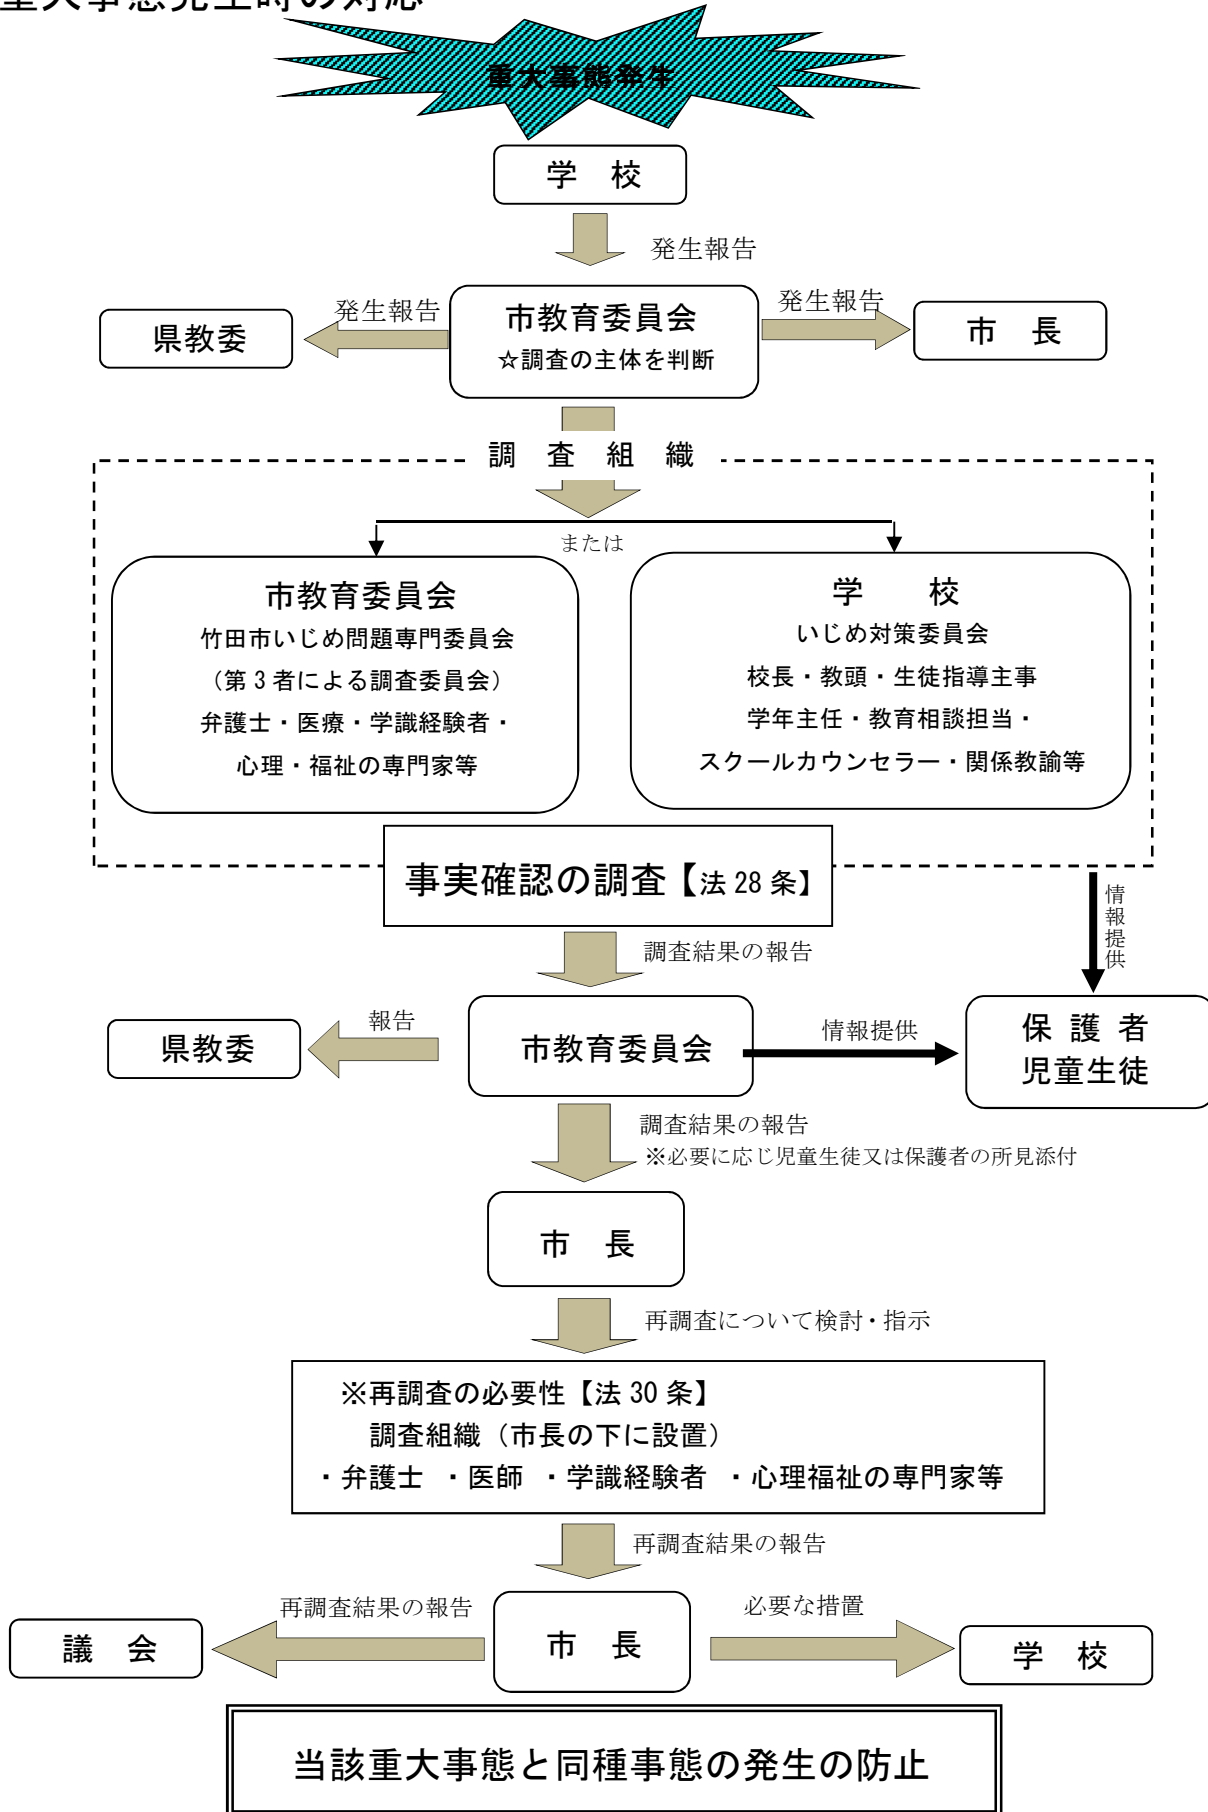 重大事態発生時の対応
重大事態発生
学　校
発生報告
発生報告
市教育委員会
発生報告
県教委
☆調査の主体を判断
市　長
調　査　組　織
または
市教育委員会
竹田市いじめ問題専門委員会
（第３者による調査委員会）
弁護士・医療・学識経験者・
心理・福祉の専門家等
学　　校
いじめ対策委員会
校長・教頭・生徒指導主事
学年主任・教育相談担当・
スクールカウンセラー・関係教諭等
事実確認の調査【法28条】
情報提供
調査結果の報告
県教委
報告
市教育委員会
情報提供
保 護 者
児童生徒
調査結果の報告
※必要に応じ児童生徒又は保護者の所見添付
市　長
再調査について検討・指示
※再調査の必要性【法30条】
調査組織（市長の下に設置）
・弁護士　・医師　・学識経験者　・心理福祉の専門家等
再調査結果の報告
再調査結果の報告
必要な措置
議　会
市　長
学　校
当該重大事態と同種事態の発生の防止